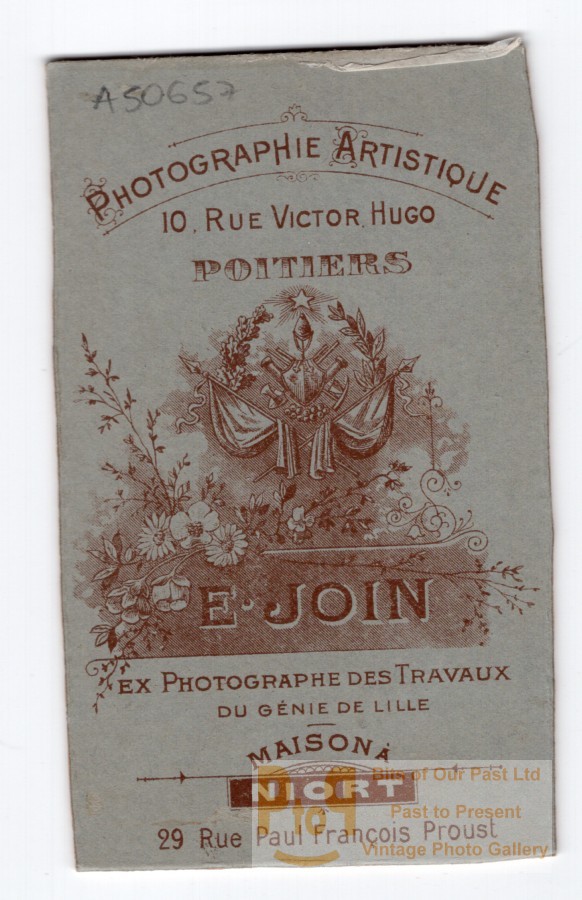 A50657
PHOTOGRAPHIE ARTISTIQUE
10, RUE VICTOR HUGO
POITIERS
E. JOIN
EX PHOTOGRAPHE DES TRAVAUX
DU GÉNIE DE LILLE
MAISON À
NIORT
29 Rue Paul François Proust
PtoP
Bits of Our Past Ltd
Past to Present
Vintage Photo Gallery